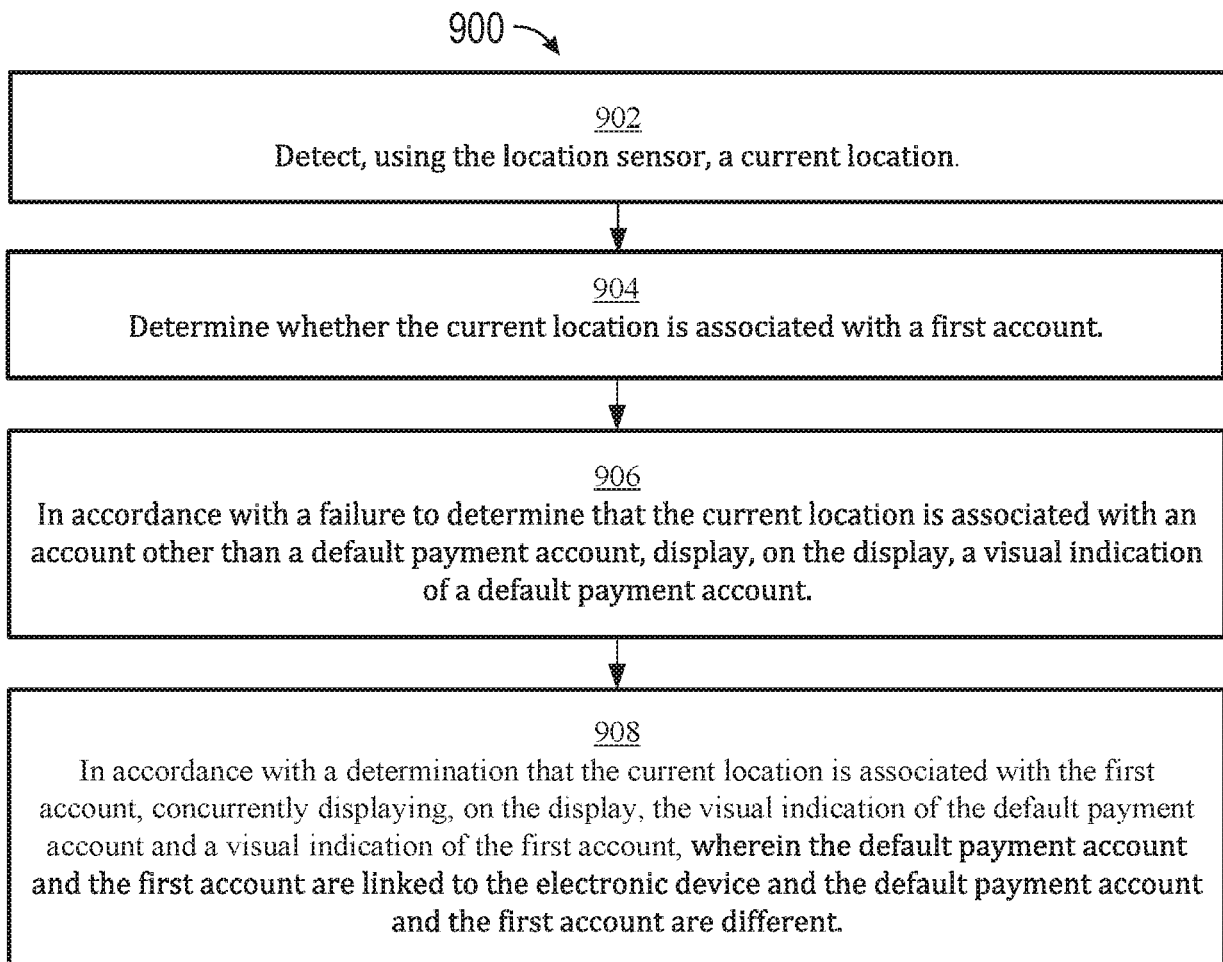 900
902
Detect, using the location sensor, a current location.
904
Determine whether the current location is associated with a first account.
906
In accordance with a failure to determine that the current location is associated with an
account other than a default payment account, display, on the display, a visual indication
of a default payment account.
908
In accordance with a determination that the current location is associated with the first
account, concurrently displaying, on the display, the visual indication of the default payment
account and a visual indication of the first account, wherein the default payment account
and the first account are linked to the electronic device and the default payment account
and the first account are different.